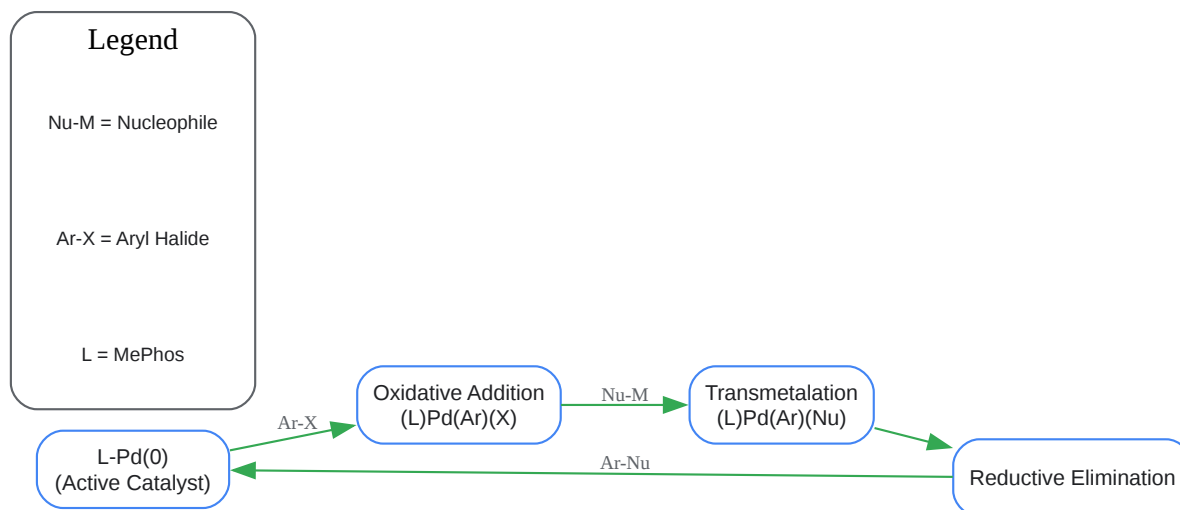 Legend
Nu-M = Nucleophile
Ar-X = Aryl Halide
L = MePhos
L-Pd(0)
(Active Catalyst)
Ar-X
Oxidative Addition
(L)Pd(Ar)(X)
Nu-M
Transmetalation
(L)Pd(Ar)(Nu)
Reductive Elimination
Ar-Nu